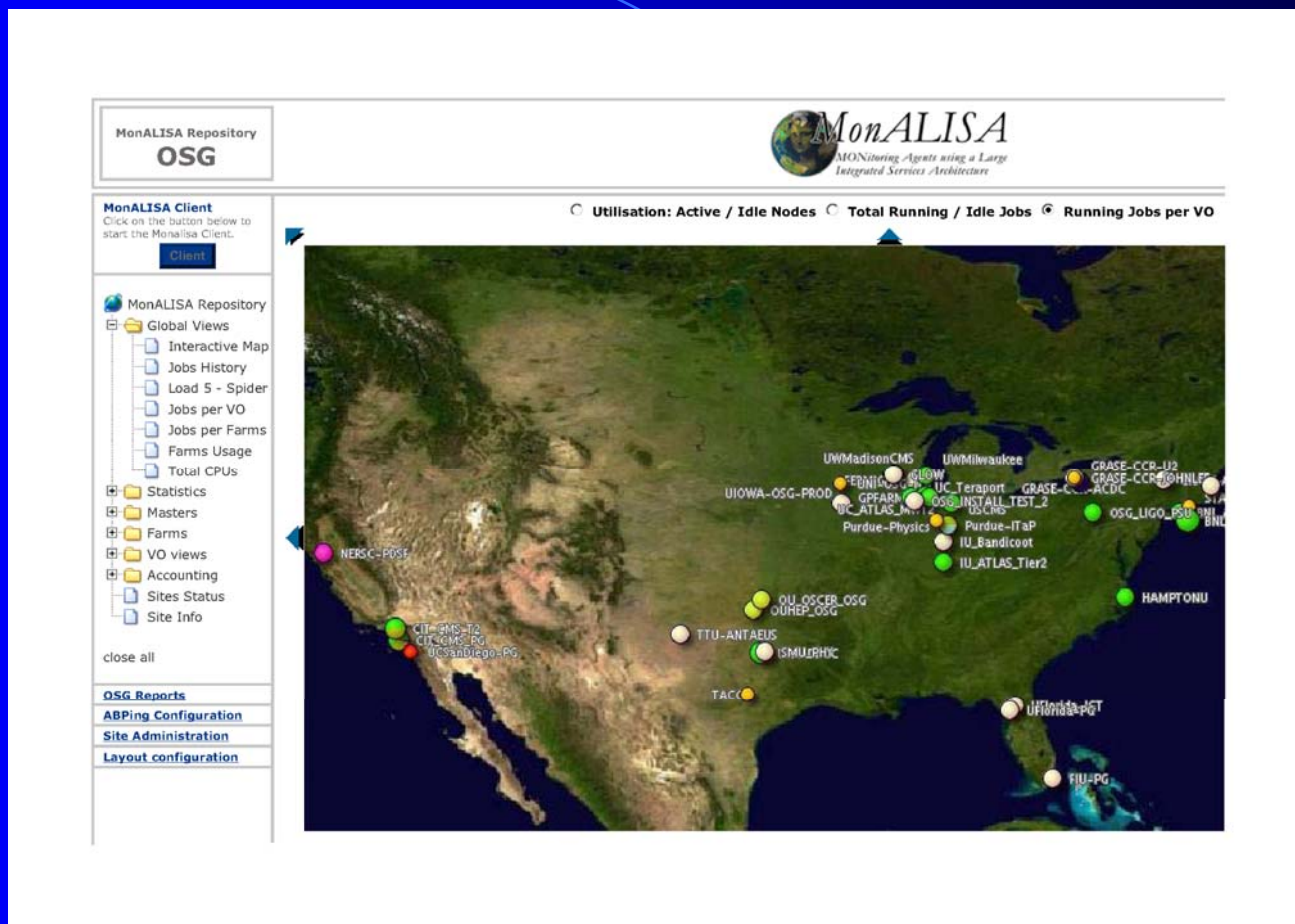 MonALISA Repository
OSG
MonALISA
MONitoring Agents using a Large
Integrated Services Architecture
MonALISA Client
Click on the button below to
start the Monalisa Client.
Client
Utilisation: Active / Idle Nodes Total Running / Idle Jobs Running Jobs per VO
MonALISA Repository
Global Views
Interactive Map
Jobs History
Load 5 - Spider
Jobs per VO
Jobs per Farms
Farms Usage
Total CPUs
Statistics
Masters
Farms
VO views
Accounting
Sites Status
Site Info
close all
OSG Reports
ABPing Configuration
Site Administration
Layout configuration
UWMadisonCMS
UWMilwaukee
GLOW
UC_Teraport
UIOWA-OSG-PROD
GPFARM
OSG_INSTALL_TEST_2
USCMS
Purdue-Physics
Purdue-ITaP
IU_Bandicoot
IU_ATLAS_Tier2
GRASE-CCR-U2
OSG_LIGO_PSU
HAMPTONU
NERSC-PDSF
CIT_CMS_T2
CIT_CMS_PG
UCSanDiego-PG
OU_OSCER_OSG
OUHEP_OSG
TTU-ANTAEUS
TACC
UFlorida-PG
FIU-PG